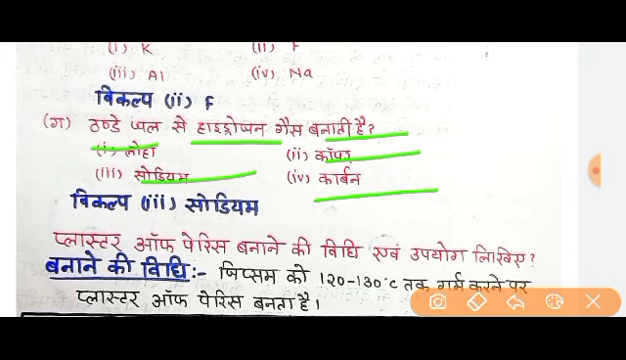 (i) K (ii) F
(iii) Al (iv) Na
विकल्प (ii) F
(ग) ठण्डे जल से हाइड्रोजन गैस बनाती है?
(i) लोहा (ii) कॉपर
(iii) सोडियम (iv) कार्बन
विकल्प (iii) सोडियम
प्लास्टर ऑफ पेरिस बनाने की विधि एवं उपयोग लिखिए?
बनाने की विधि:- जिप्सम को 120-130°C तक गर्म करने पर
प्लास्टर ऑफ पेरिस बनता है।